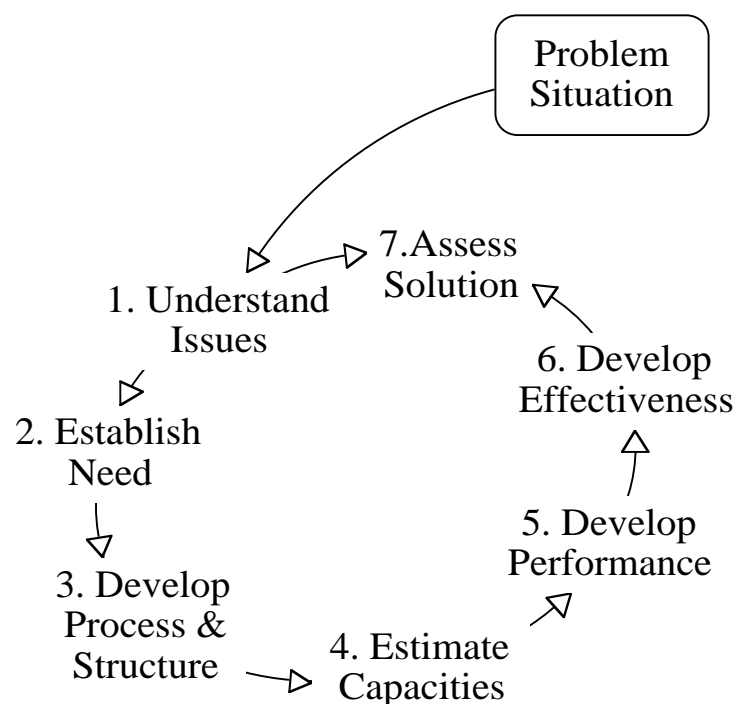 Problem
Situation
1. Understand
Issues
2. Establish
Need
3. Develop
Process &
Structure
4. Estimate
Capacities
5. Develop
Performance
6. Develop
Effectiveness
7.Assess
Solution